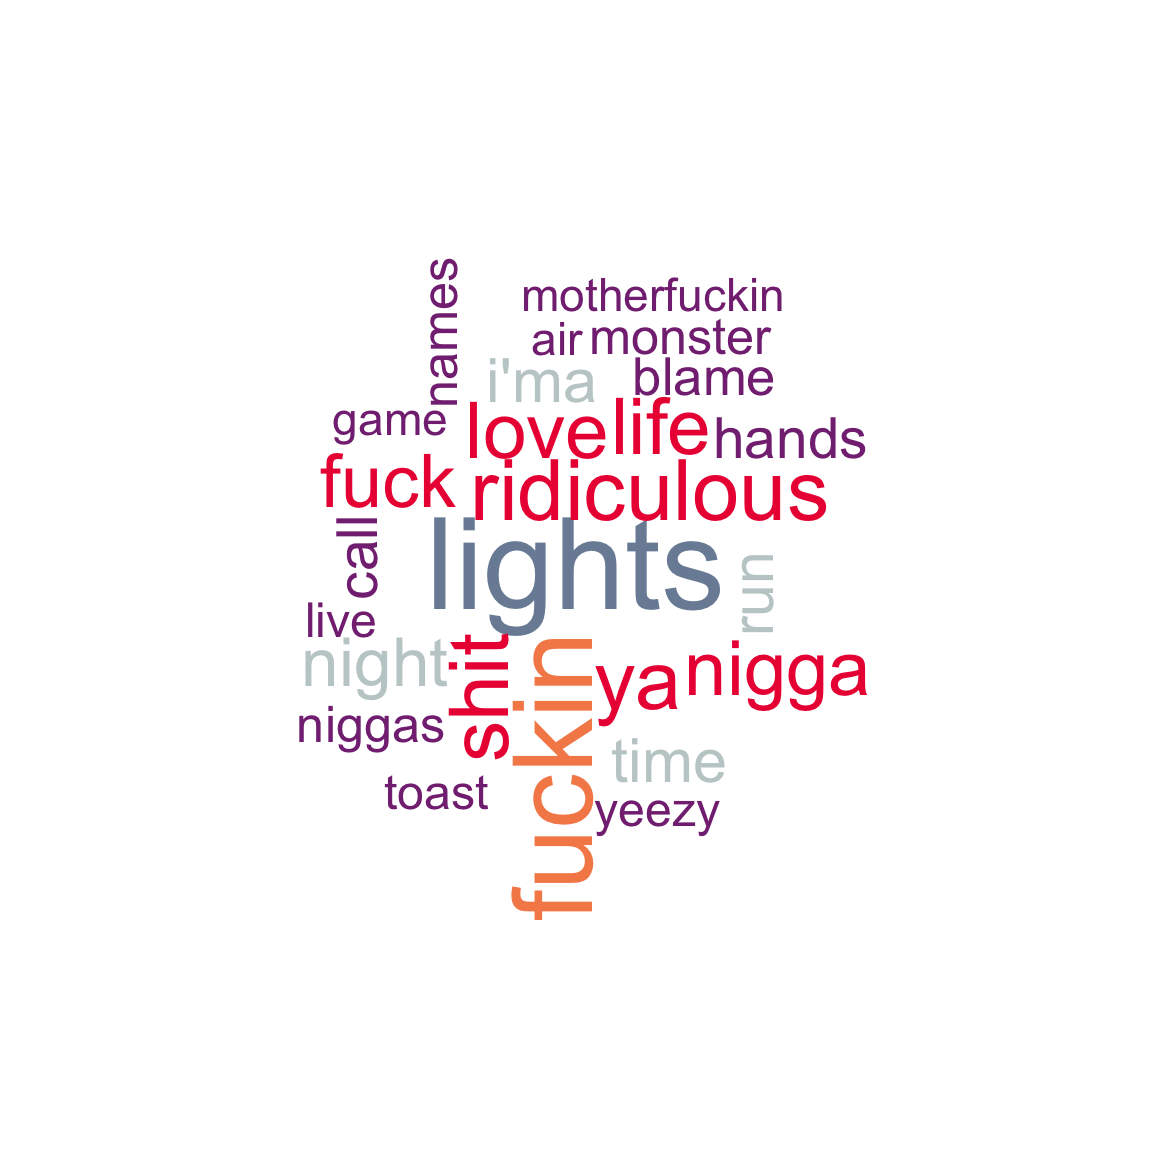 names
motherfuckin
air monster
i'ma blame
game love life hands
fuck ridiculous
call lights run
live
night shit fuckin ya nigga
niggas time
toast yeezy